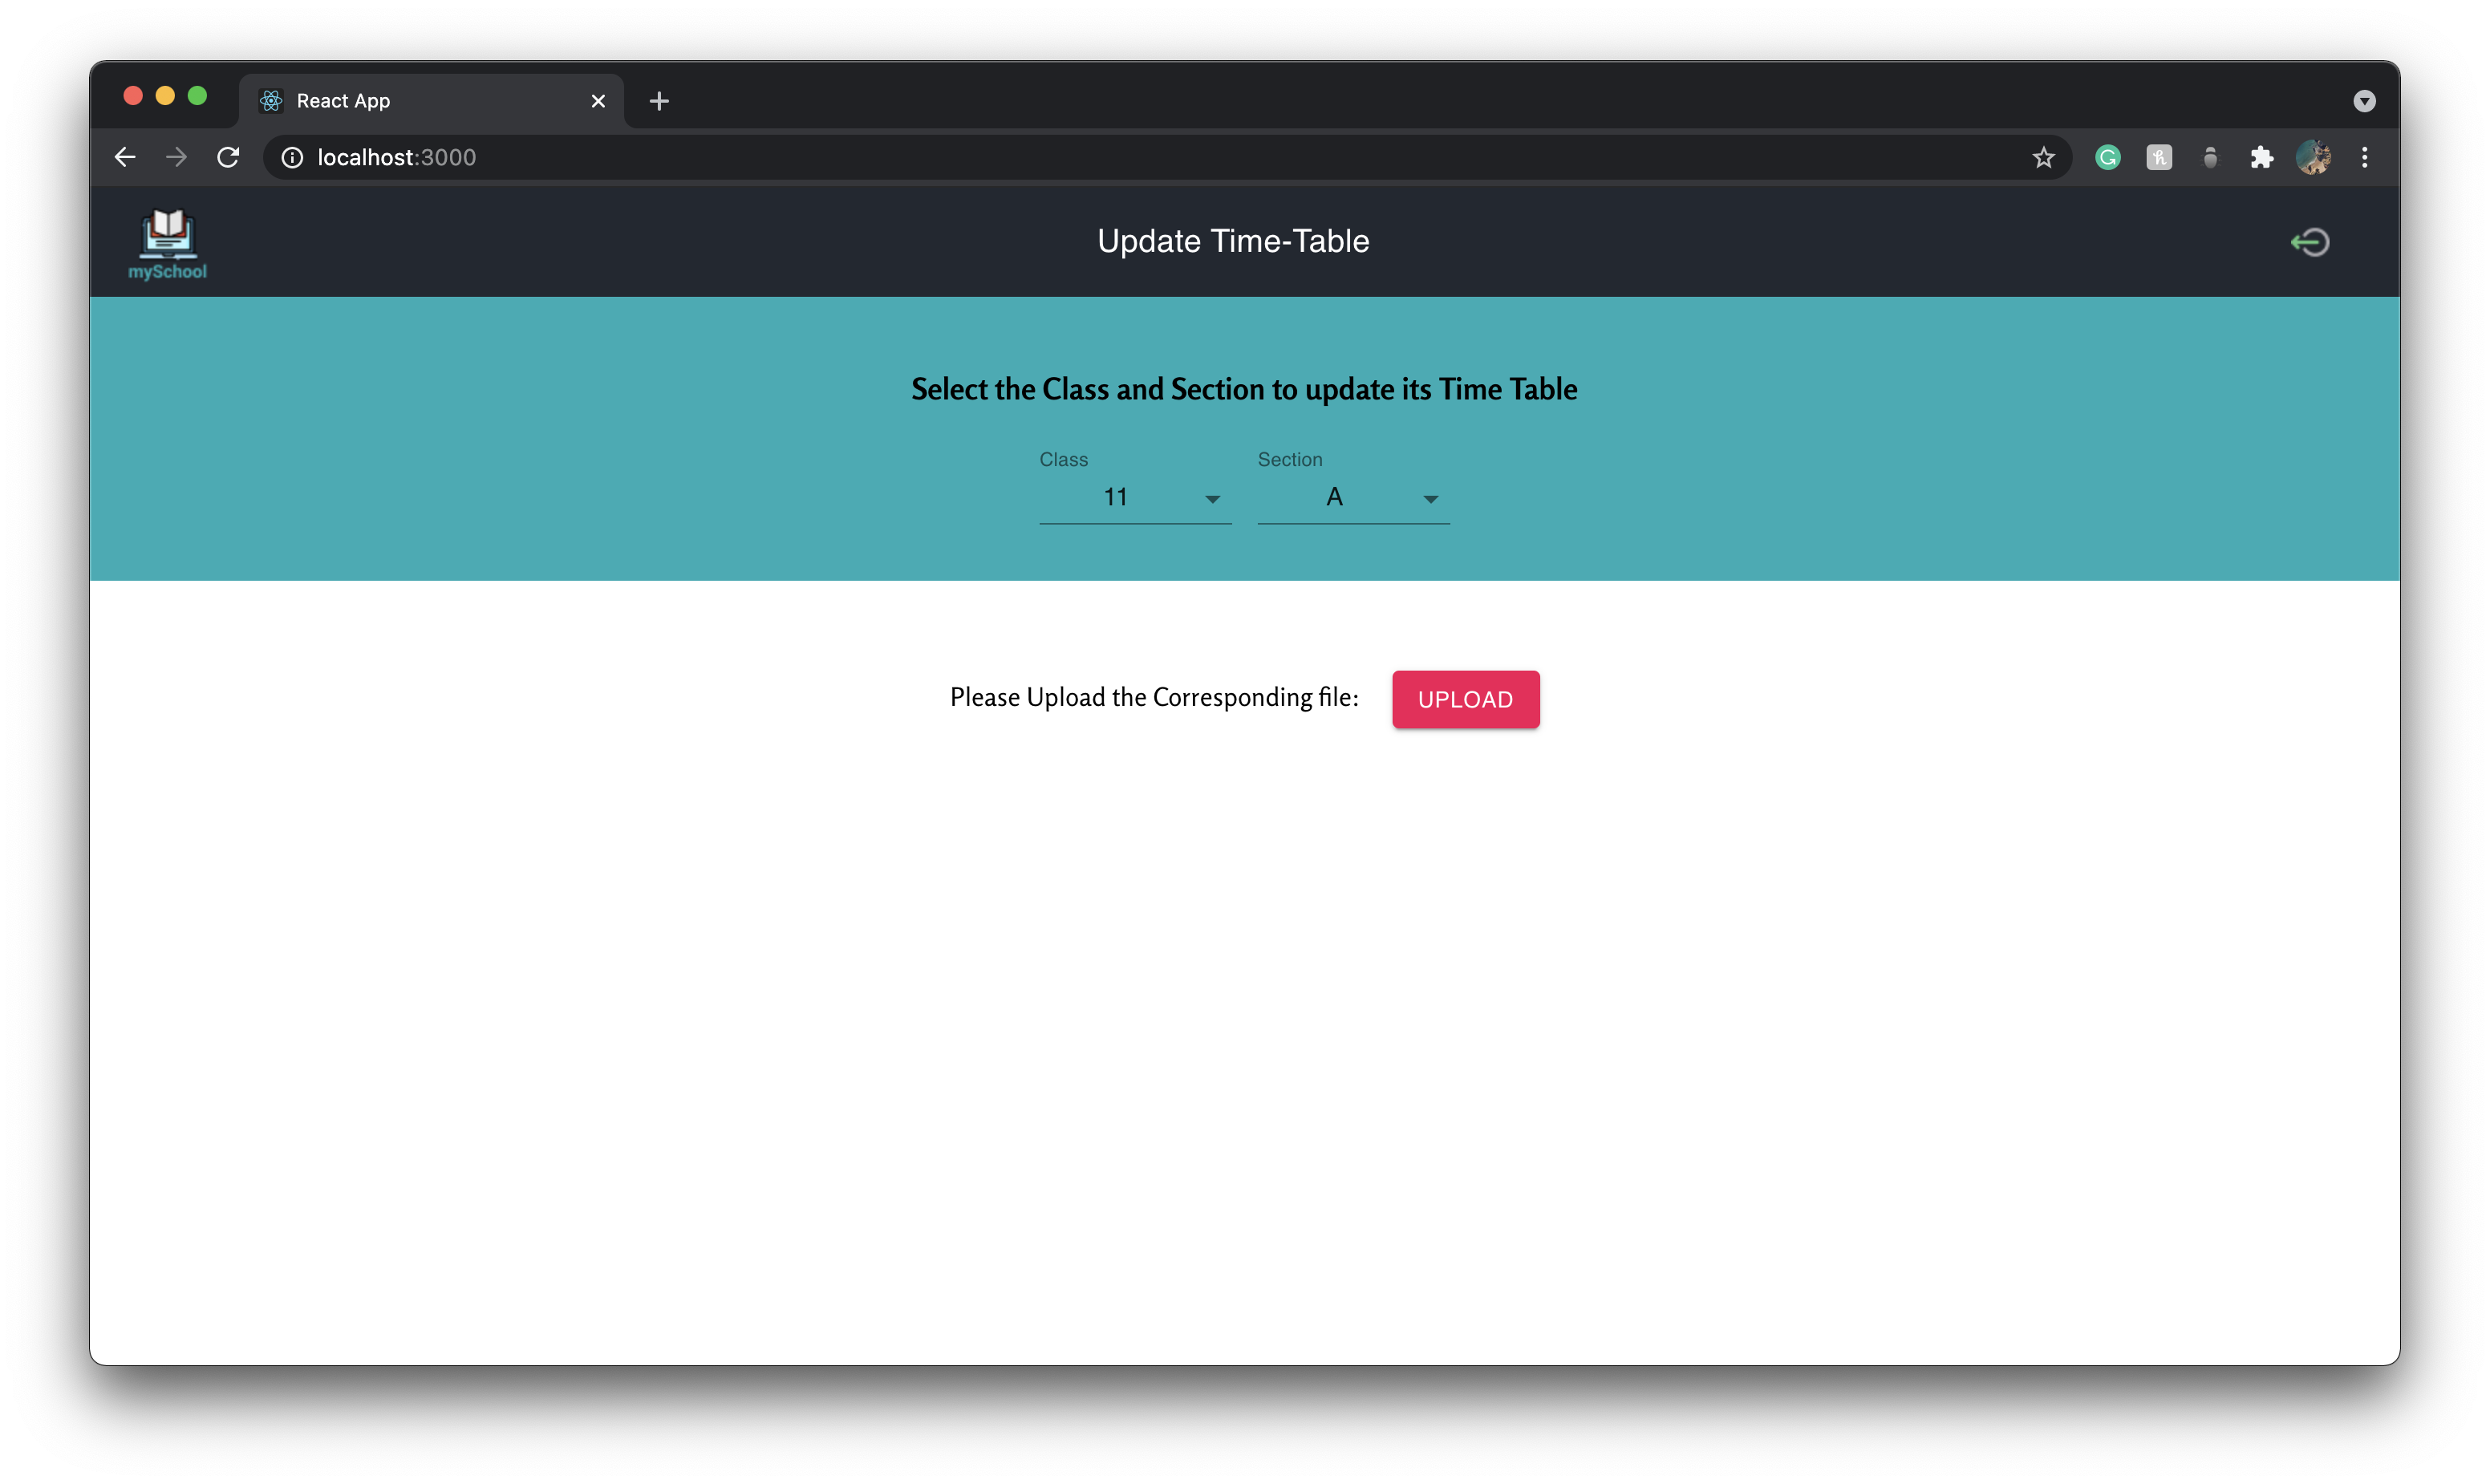 React App
localhost:3000
mySchool
Update Time-Table
Select the Class and Section to update its Time Table
Class Section
11 A
Please Upload the Corresponding file: UPLOAD